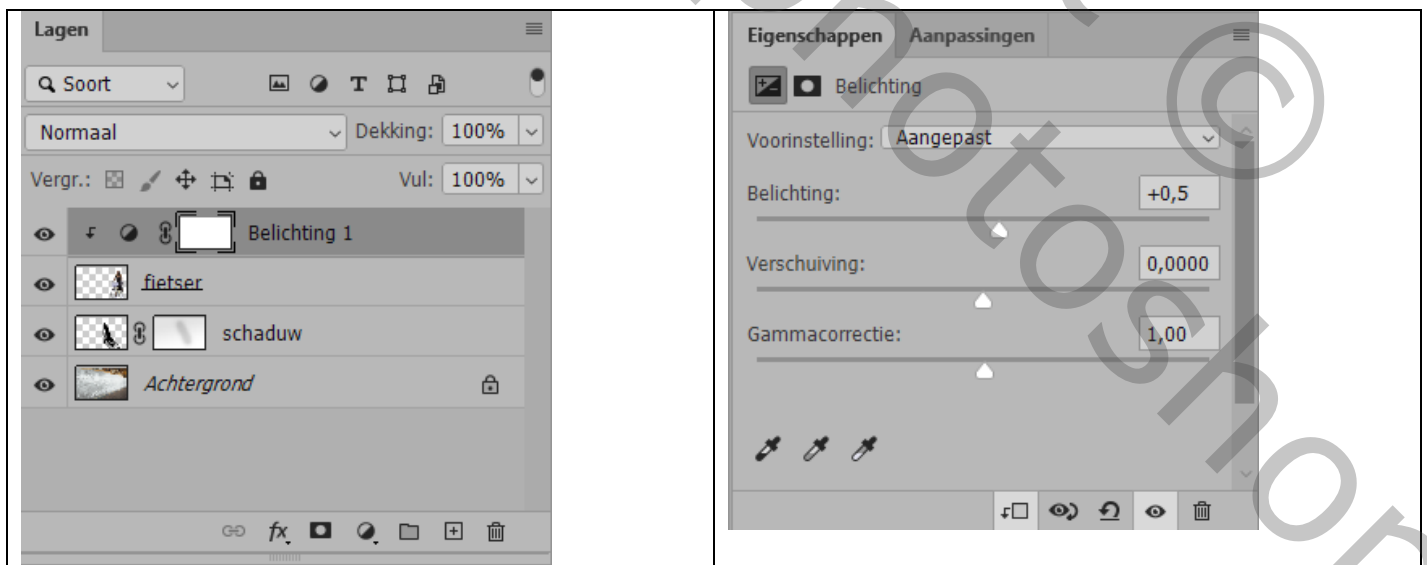 Lagen
Soort
Normaal Dekking: 100%
Vergr.: Vul: 100%
Belichting 1
fietser
schaduw
Achtergrond
fx
Eigenschappen Aanpassingen
Belichting
Voorinstelling: Aangepast
Belichting: +0,5
Verschuiving: 0,0000
Gammacorrectie: 1,00